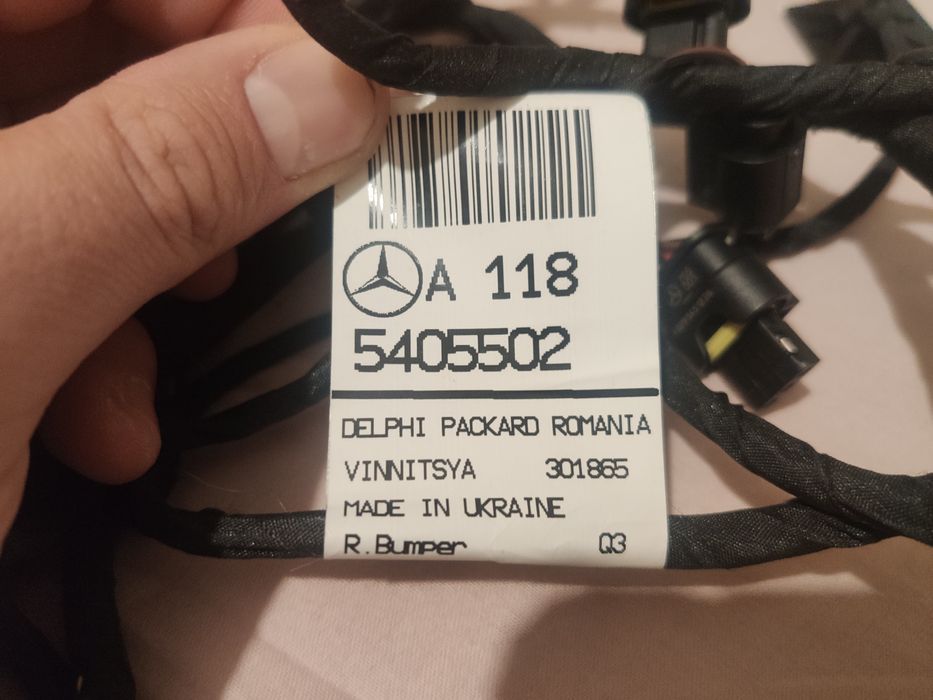 A 118
5405502
DELPHI PACKARD ROMANIA
VINNITSYA 301865
MADE IN UKRAINE
R.Bumper Q3